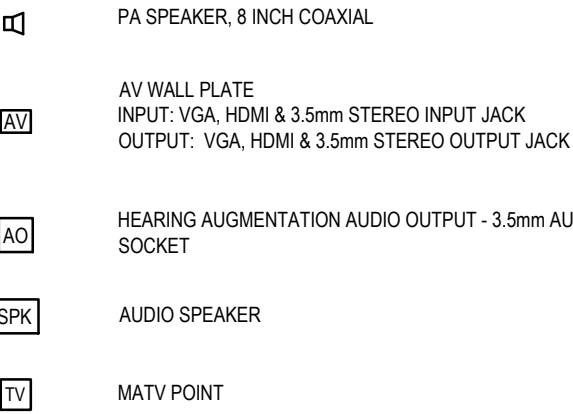 PA SPEAKER, 8 INCH COAXIAL
AV WALL PLATE
AV INPUT: VGA, HDMI & 3.5mm STEREO INPUT JACK
OUTPUT: VGA, HDMI & 3.5mm STEREO OUTPUT JACK
AO HEARING AUGMENTATION AUDIO OUTPUT - 3.5mm AU
SOCKET
SPK AUDIO SPEAKER
TV MATV POINT